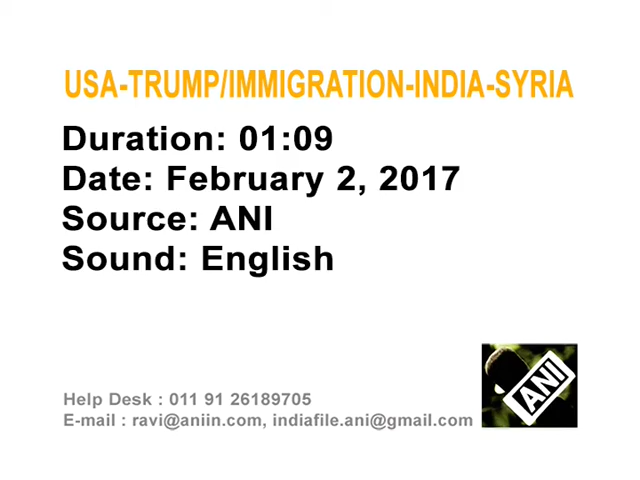 USA-TRUMP/IMMIGRATION-INDIA-SYRIA
Duration: 01:09
Date: February 2, 2017
Source: ANI
Sound: English
ANI
Help Desk : 011 91 26189705
E-mail : ravi@aniin.com, indiafile.ani@gmail.com